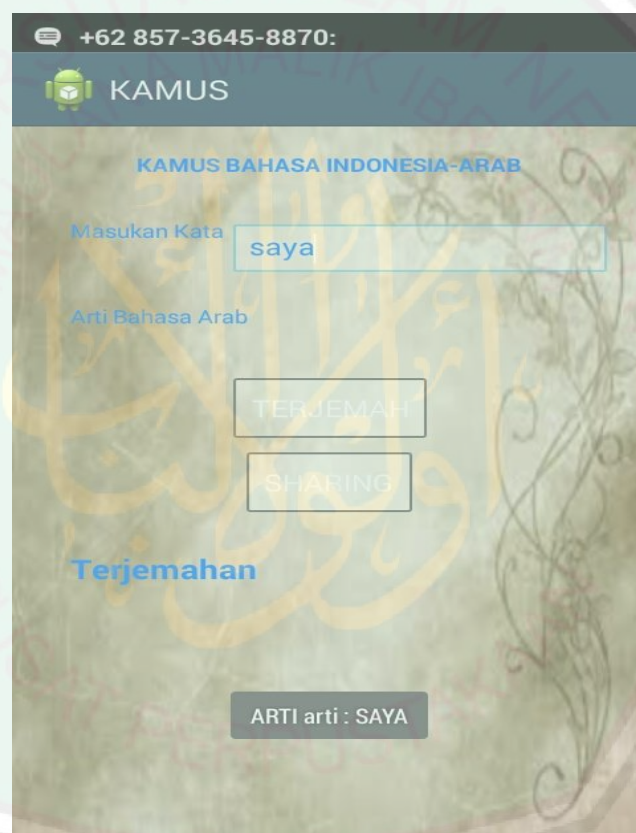 +62 857-3645-8870:
KAMUS
KAMUS BAHASA INDONESIA-ARAB
Masukan Kata
saya
Arti Bahasa Arab
TERJEMAH
SHARING
Terjemahan
ARTI arti : SAYA